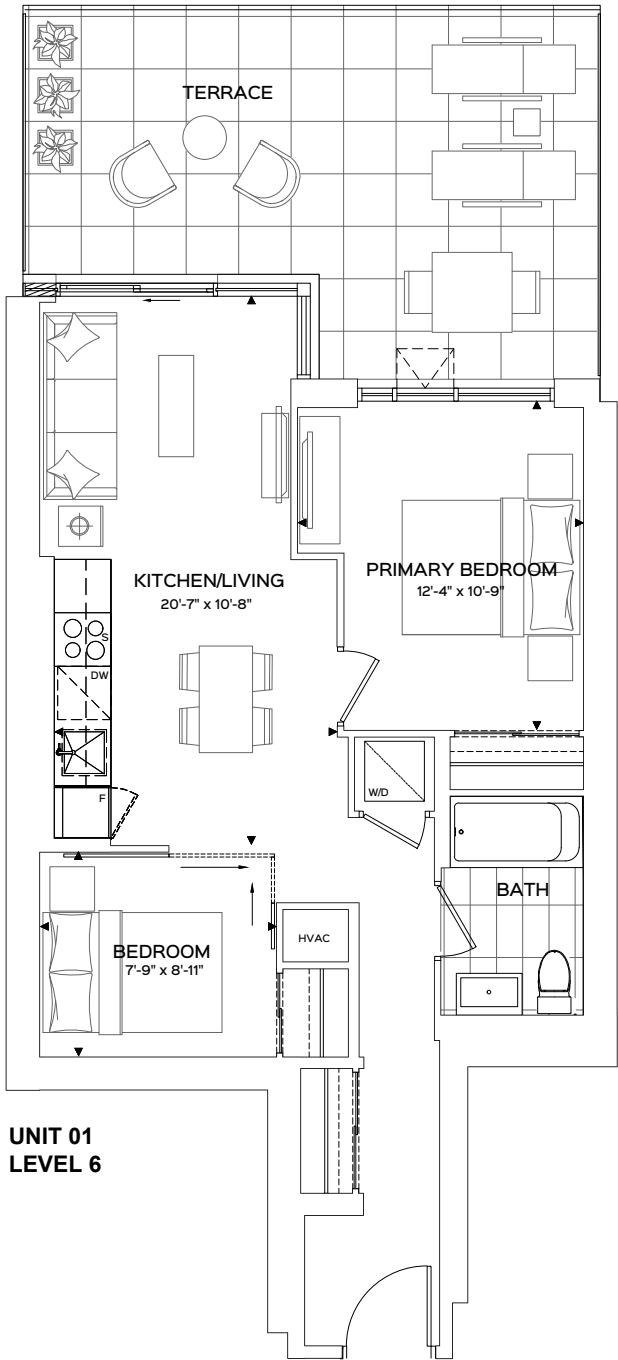 TERRACE
KITCHEN/LIVING
20'-7" x 10'-8"
PRIMARY BEDROOM
12'-4" x 10'-9"
S
DW
F
W/D
BATH
HVAC
BEDROOM
7'-9" x 8'-11"
UNIT 01
LEVEL 6